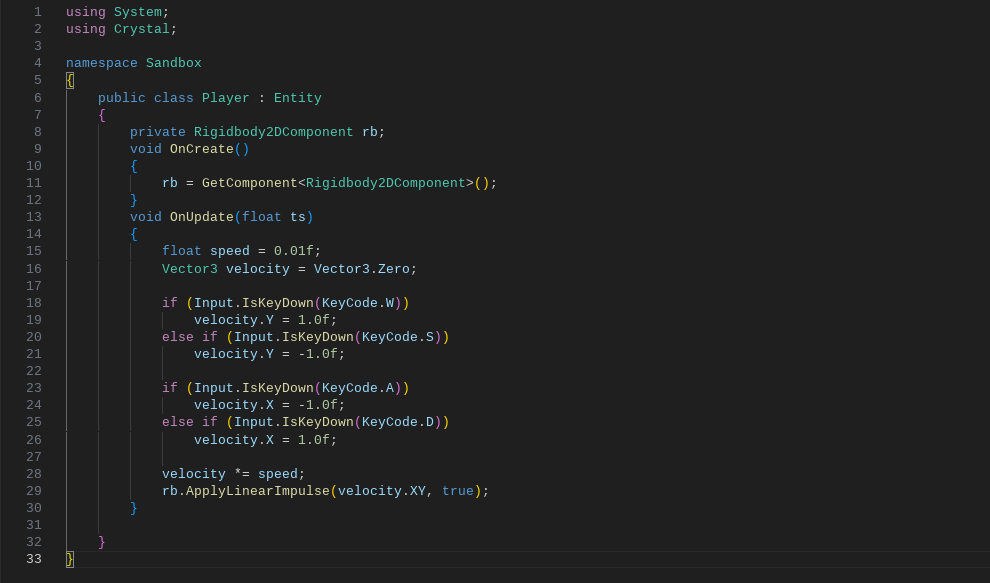 1 using System;
2 using Crystal;
3
4 namespace Sandbox
5 {
6     public class Player : Entity
7     {
8         private Rigidbody2DComponent rb;
9         void OnCreate()
10         {
11             rb = GetComponent<Rigidbody2DComponent>();
12         }
13         void OnUpdate(float ts)
14         {
15             float speed = 0.01f;
16             Vector3 velocity = Vector3.Zero;
17
18             if (Input.IsKeyDown(KeyCode.W))
19                 velocity.Y = 1.0f;
20             else if (Input.IsKeyDown(KeyCode.S))
21                 velocity.Y = -1.0f;
22
23             if (Input.IsKeyDown(KeyCode.A))
24                 velocity.X = -1.0f;
25             else if (Input.IsKeyDown(KeyCode.D))
26                 velocity.X = 1.0f;
27
28             velocity *= speed;
29             rb.ApplyLinearImpulse(velocity.XY, true);
30         }
31
32     }
33 }